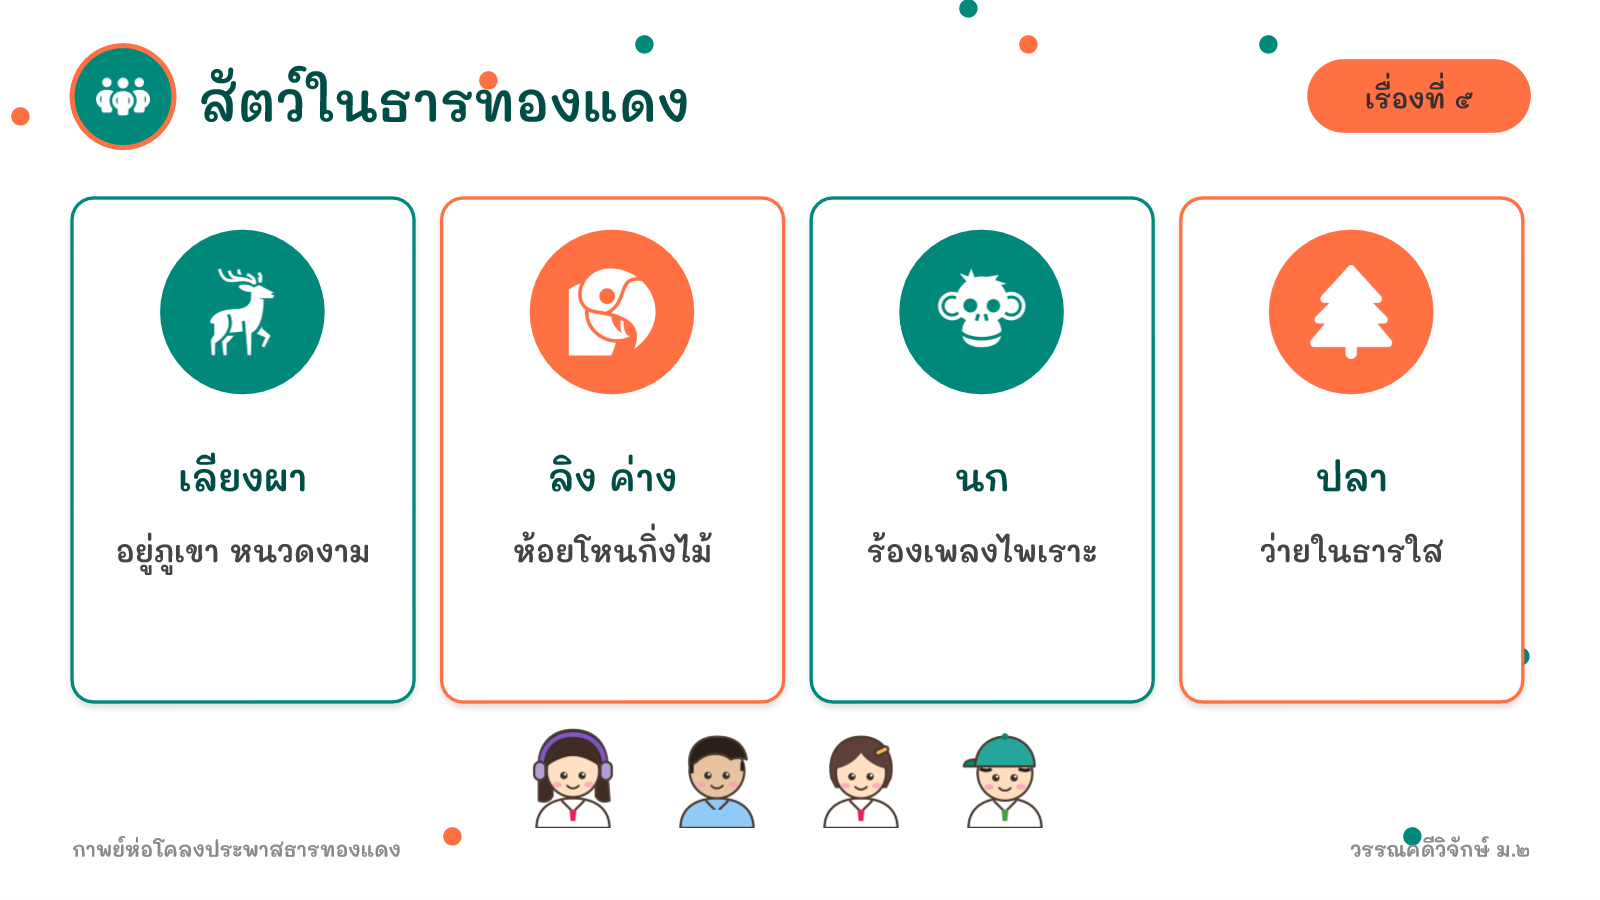 สัตว์ในธารทองแดง
เรื่องที่ ๕
เลียงผา
อยู่ภูเขา หนวดงาม
ลิง ค่าง
ห้อยโหนกิ่งไม้
นก
ร้องเพลงไพเราะ
ปลา
ว่ายในธารใส
กาพย์ห่อโคลงประพาสธารทองแดง
วรรณคดีวิจักษ์ ม.๒